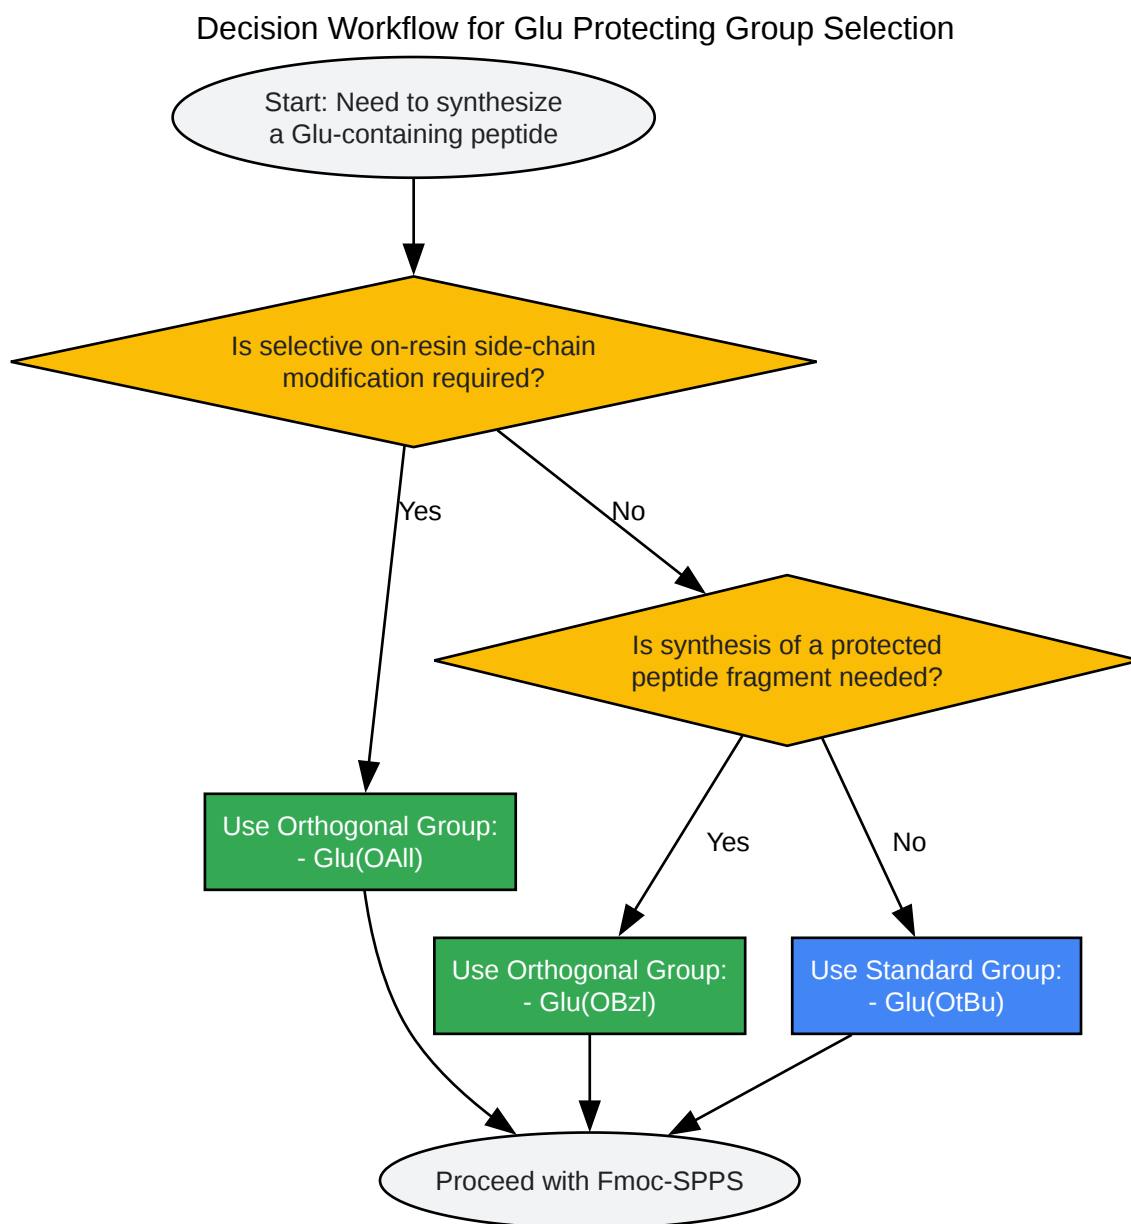 Decision Workflow for Glu Protecting Group Selection
Start: Need to synthesize
a Glu-containing peptide
Is selective on-resin side-chain
modification required?
Yes
No
Is synthesis of a protected
peptide fragment needed?
Use Orthogonal Group:
- Glu(OAll)
Yes
No
Use Orthogonal Group:
- Glu(OBzl)
Use Standard Group:
- Glu(OtBu)
Proceed with Fmoc-SPPS